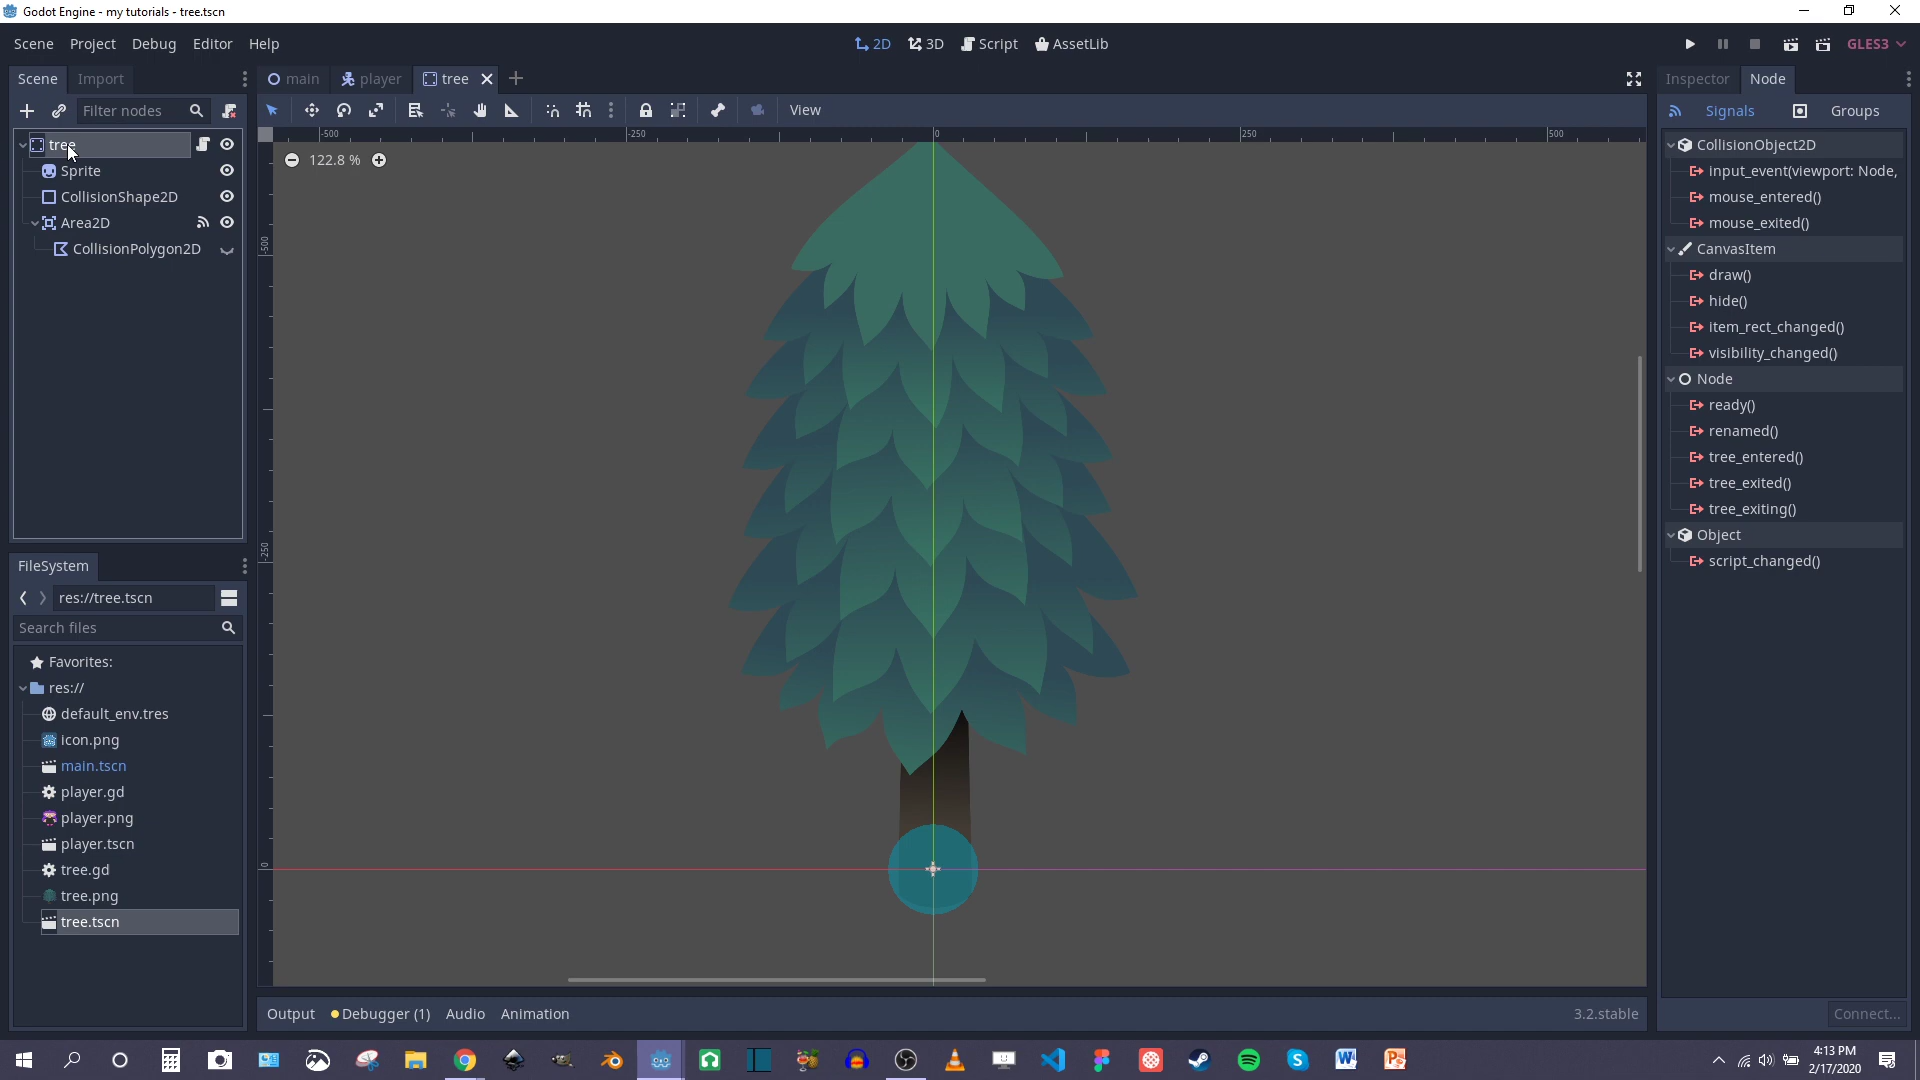 Godot Engine - my tutorials - tree.tscn
Scene Project Debug Editor Help
2D 3D Script AssetLib
GLES3
Scene Import
main player tree
Inspector Node
Filter nodes
View
Signals Groups
-500 -250 0 250 500
122.8 %
tree
Sprite
CollisionShape2D
Area2D
CollisionPolygon2D
-500
-250
0
CollisionObject2D
input_event(viewport: Node,
mouse_entered()
mouse_exited()
CanvasItem
draw()
hide()
item_rect_changed()
visibility_changed()
Node
ready()
renamed()
tree_entered()
tree_exited()
tree_exiting()
Object
script_changed()
FileSystem
res://tree.tscn
Search files
Favorites:
res://
default_env.tres
icon.png
main.tscn
player.gd
player.png
player.tscn
tree.gd
tree.png
tree.tscn
Output Debugger (1) Audio Animation
3.2.stable
Connect...
4:13 PM
2/17/2020